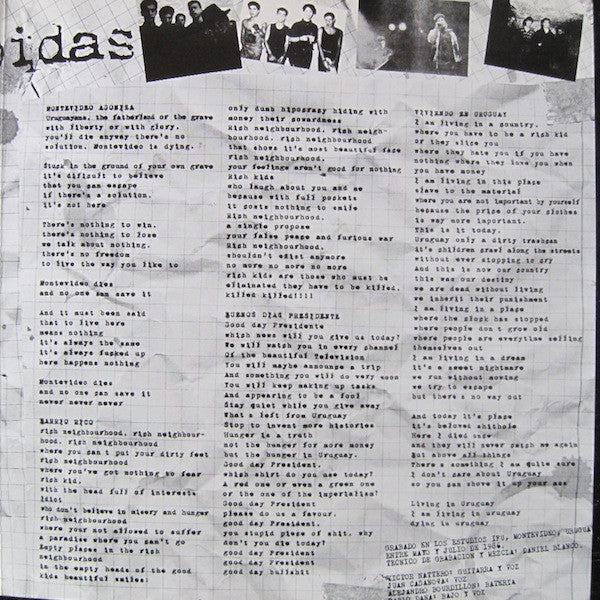 idas
MONTEVIDEO AGONIZA
Uruguayans, the fatherland or the grave
with liberty or with glory.
you'll die anyway there's no
solution. Montevideo is dying.
Stuck in the ground of your own grave
it's dificult to believe
that you can escape
if there's a solution.
it's not here
There's nothing to win.
there's nothing to lose
we talk about nothing.
there's no freedom
to live the way you like to
Montevideo dies
and no one can save it
And it must been said
that to live here
means nothing
it's always the same
it's always fucked up
here happens nothing
Montevideo dies
and no one can save it
never never never
BARRIO RICO
Rich neighbourhood. rich neighbour-
hood. rich neighbourhood
where you can't put your dirty feet
Rich neighbourhood
where you've got nothing to fear
rich kid.
with the head full of interests
idiot
who don't believe in misery and hunger
rich neighbourhood
where your not allowed to suffer
a paradise where you can't go
Empty places in the rich
neighbourhood
in the empty heads of the good
kids beautiful smiles!
only dumb hipocrasy hiding with
money their cowardness
Rich neighbourhood. rich neigh-
bourhood. rich neighbourhood
that shows it's most beautiful face
Rich neighbourhood.
your feelings aren't good for nothing
Rich kids
who laugh about you and me
because with full pockets
it costs nothing to smile
Rich neighbourhood.
a single propose
your false peace and furious war
Rich neighbourhood.
shouldn't exist anymore
no more no more no more
rich kids are those who must be
eliminated they have to be killed.
killed killed!!!!
BUENOS DIAS PRESIDENTE
Good day Presidente
which mess will you give us today?
We will watch you in every channel
Of the beautiful Television
You will maybe announce a trip
And something you will do very soon
You will keep making up tasks
And appearing to be a fool
Stay quiet while you give away
What s left from Uruguay
Stop to invent more histories
Hunger is a truth
not the hunger for more money
but the hunger in Uruguay.
Good day President.
which shirt do you use today?
A red one or even a green one
or the one of the imperialism?
Good day President
please do us a favour.
good day President.
you stupid piece of shit. why
don't you die today?
good day President
good day President
good day President
good day bullshit
VIVIENDO EN URUGUAY
I am living in a country.
where you have to be a rich kid
or they slice you
where they hate you if you have
nothing where they love you when
you have money
I am living in this place
slave to the material
where you are not important by yourself
because the prize of your clothes
is way more important.
This is it today.
Uruguay only a dirty trashcan
it's children crawl along the streets
without ever stopping to cry
And this is now our country
this was our destiny
we are dead without living
we inherit their punishment
I am living in a place
where the clock has stopped
where people don t grow old
where people are everytime selling
themselves out
I am living in a dream
it's a sweet nightmare
we run without moving
we try to escape
but there's no way out
And today it's place
it's beloved shithole
Here I died once
and they will never catch me again
But above all things
There s something I am quite sure
I don't care about Uruguay
so you can shove it up your ass
Living in Uruguay
I am living in uruguay
dying in uruguay
GRABADO EN LOS ESTUDIOS IFU, MONTEVIDEO, URUGUA
ENTRE MAYO Y JULIO DE 198
TECNICO DE GRABACION Y MEZCLA: DANIEL BLANCO.
VICTOR NATTERO: GUITARRA Y VOZ
JUAN CASANOVA: VOZ
ALEJANDRO BOURDILLON: BATERIA
DANA: BAJO Y VOZ